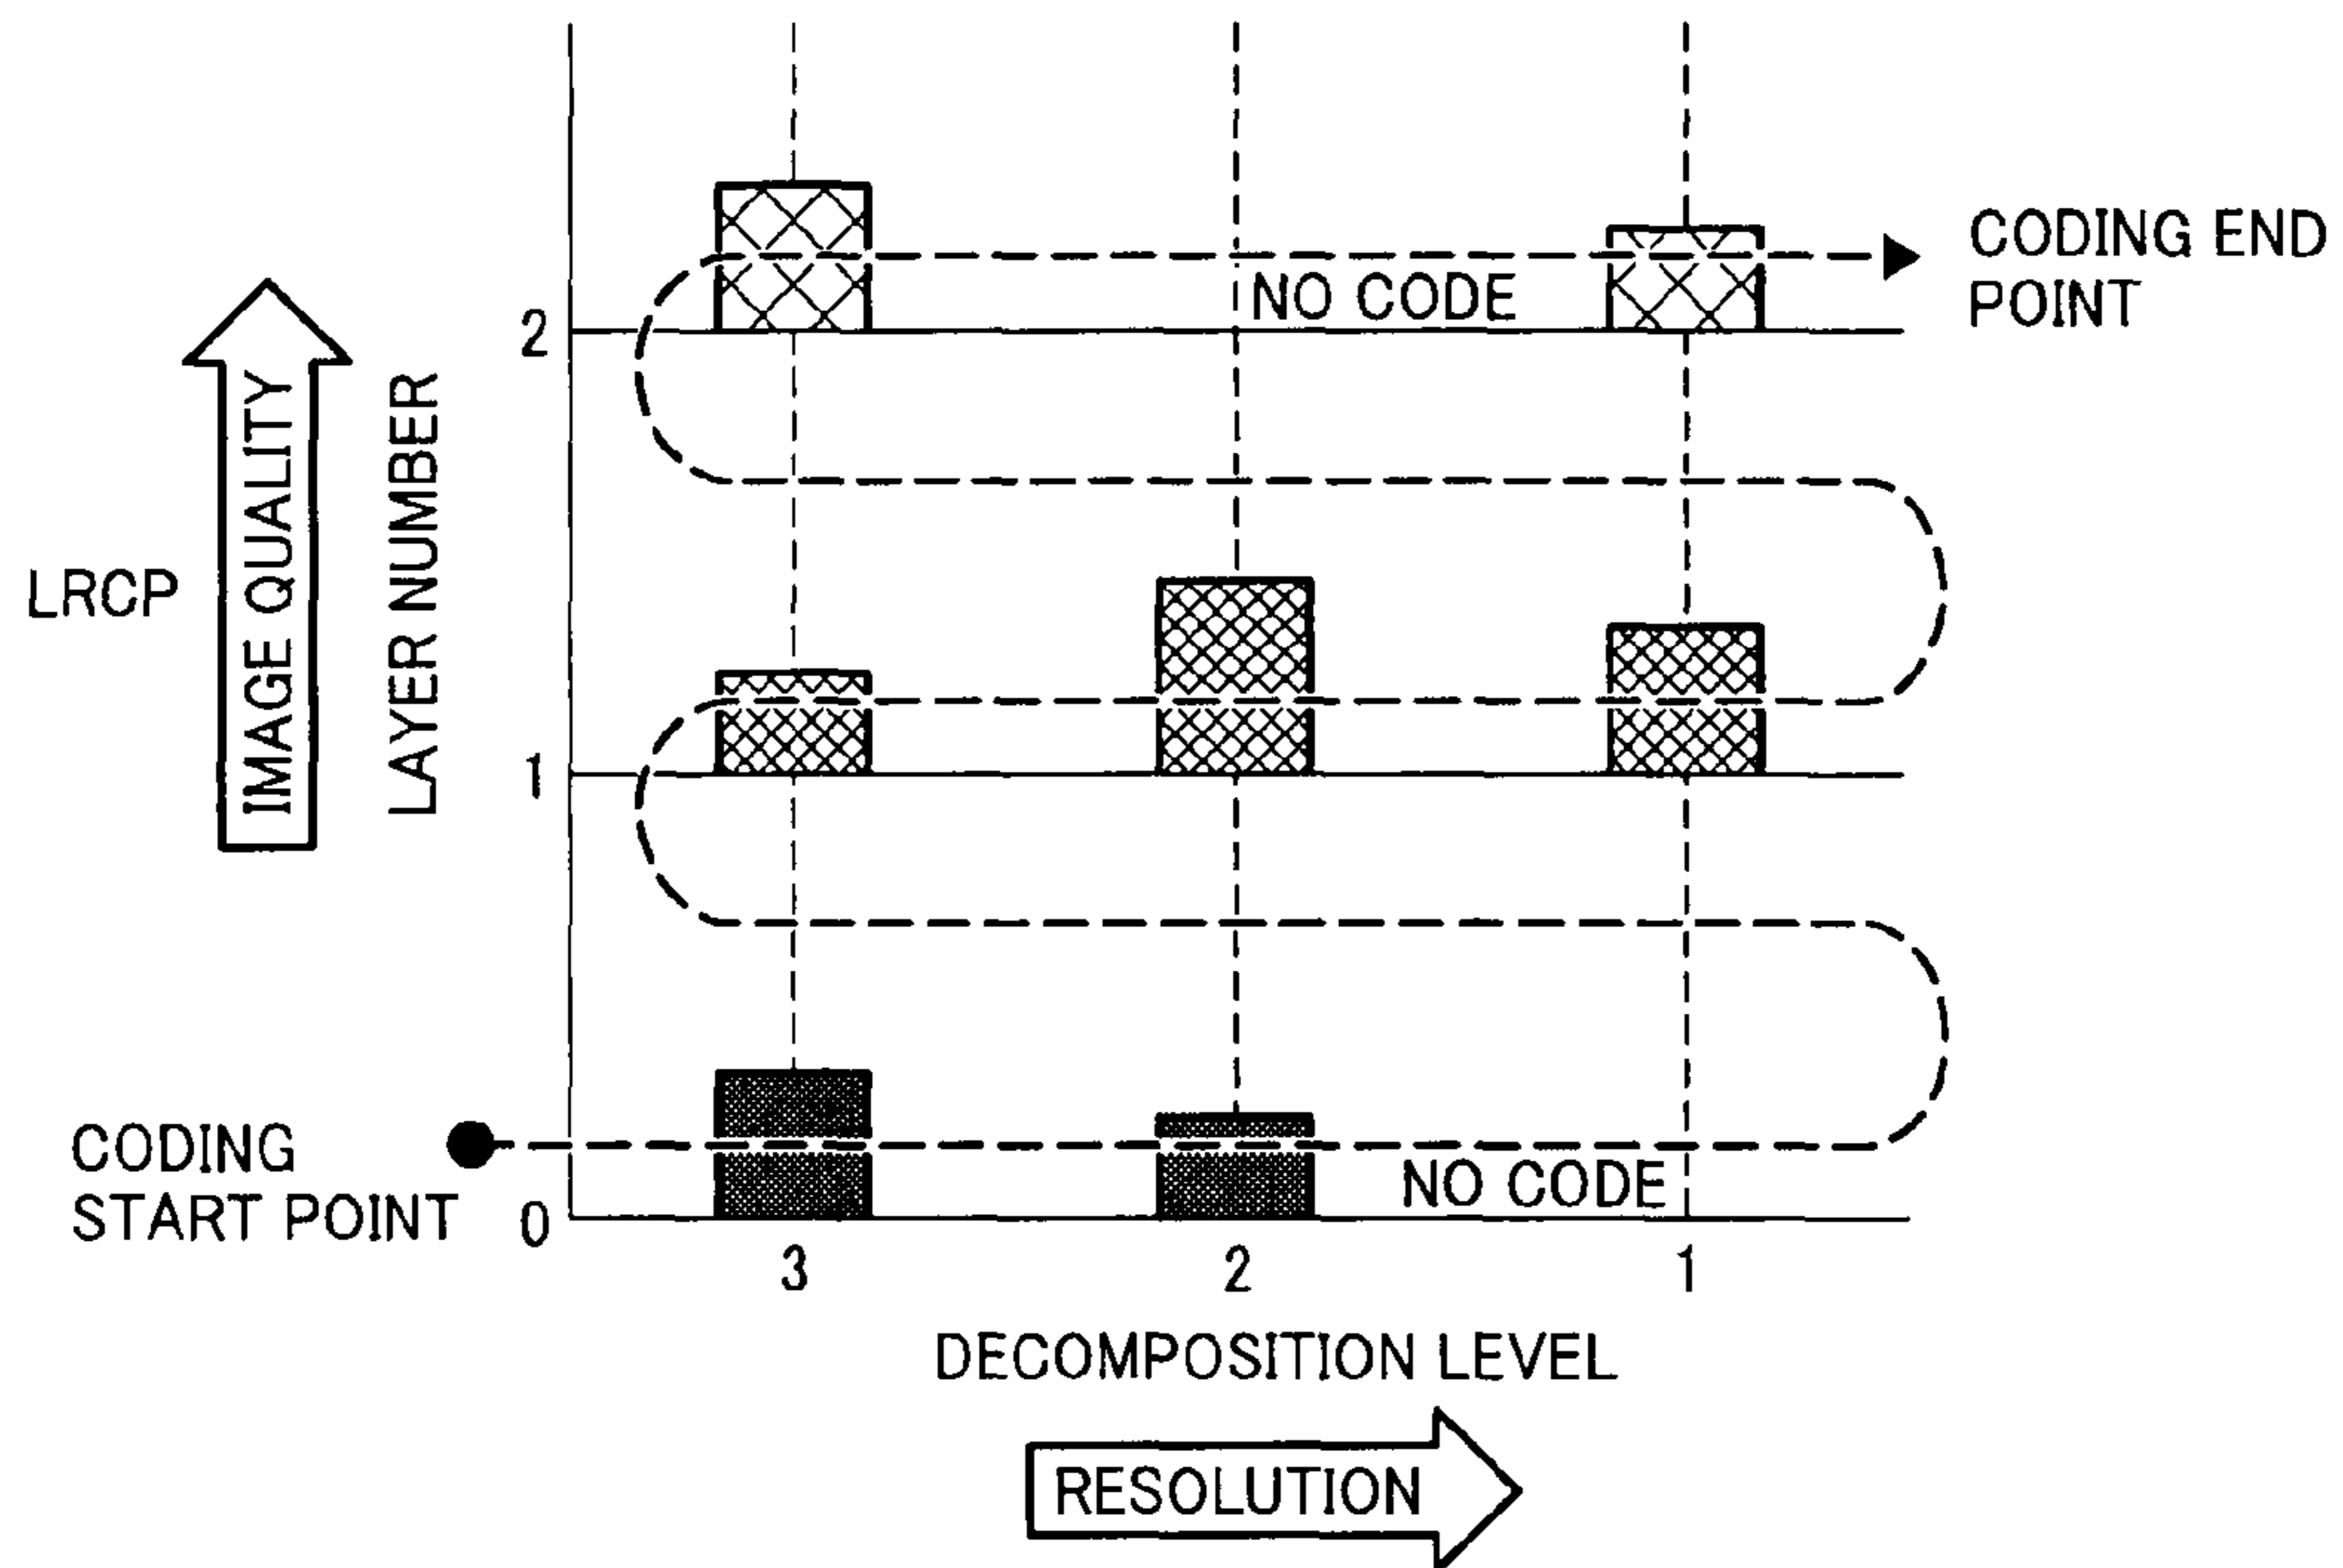 CODING END
POINT
NO CODE
2
IMAGE QUALITY
LAYER NUMBER
LRCP
1
CODING
START POINT
NO CODE
0
3
2
1
DECOMPOSITION LEVEL
RESOLUTION